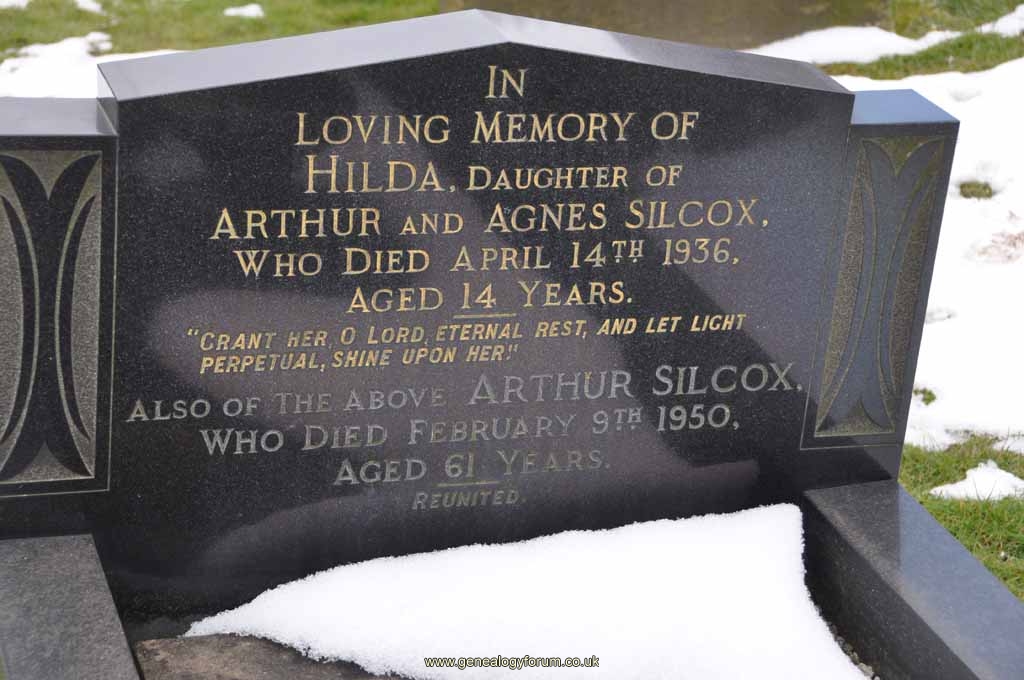 IN
LOVING MEMORY OF
HILDA, DAUGHTER OF
ARTHUR AND AGNES SILCOX,
WHO DIED APRIL 14TH 1936,
AGED 14 YEARS.
"GRANT HER, O LORD, ETERNAL REST, AND LET LIGHT
PERPETUAL, SHINE UPON HER!"
ALSO OF THE ABOVE ARTHUR SILCOX,
WHO DIED FEBRUARY 9TH 1950,
AGED 61 YEARS.
REUNITED.
www.genealogyforum.co.uk